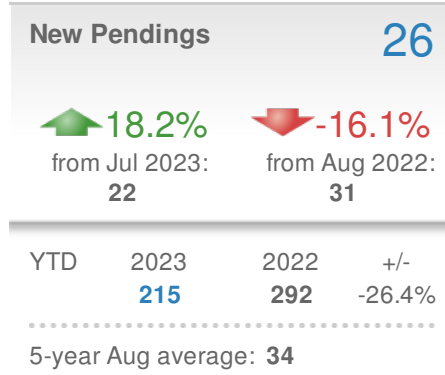 New Pendings 26
18.2% -16.1%
from Jul 2023: from Aug 2022:
22 31
YTD 2023 2022 +/-
215 292 -26.4%
5-year Aug average: 34